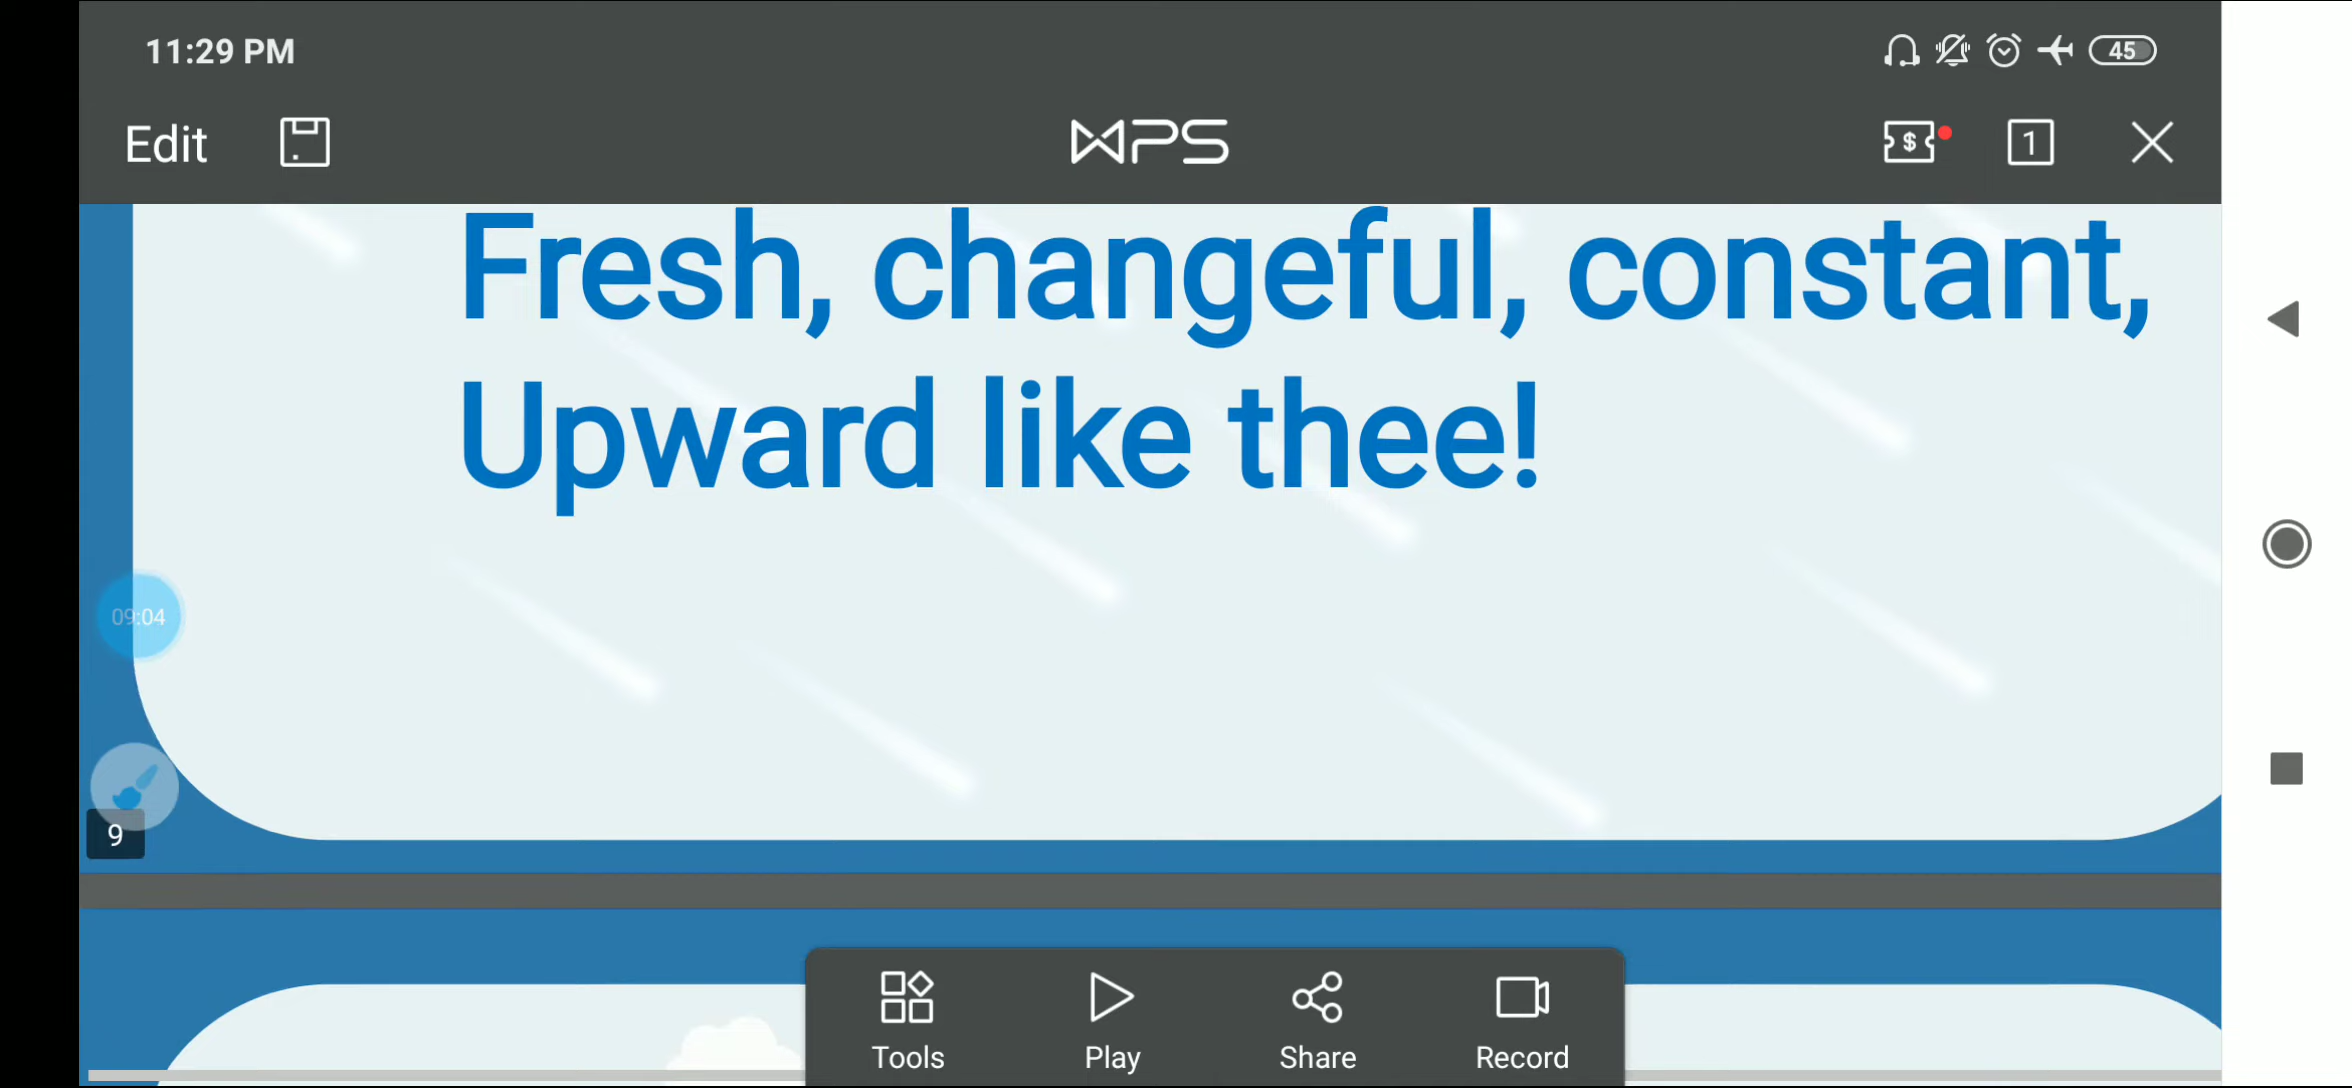 11:29 PM
45
Edit
WPS
$
1
Fresh, changeful, constant,
Upward like thee!
09:04
9
Tools
Play
Share
Record